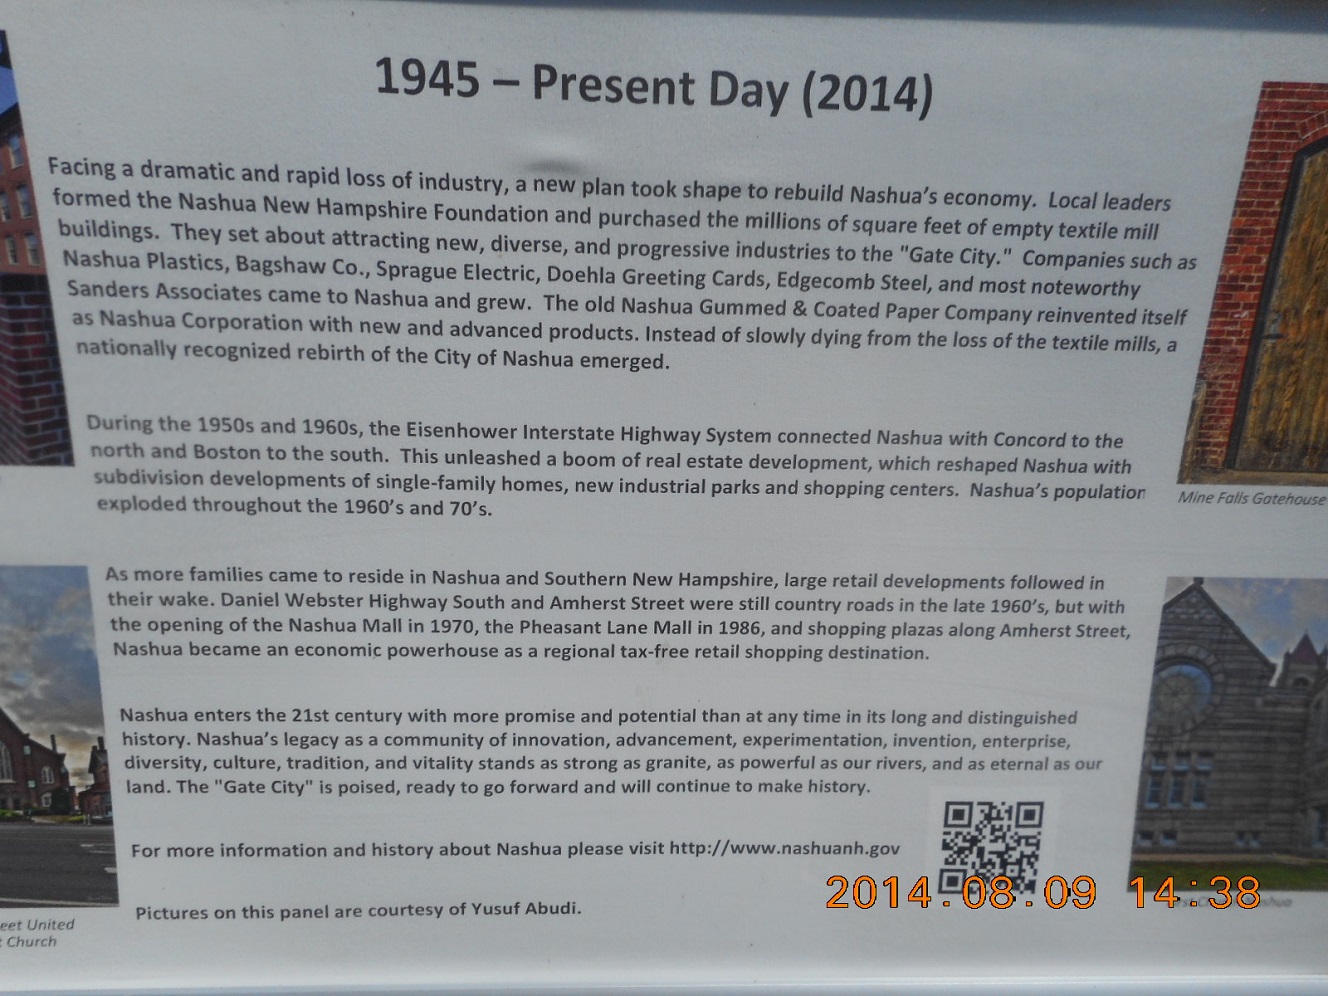 1945 – Present Day (2014)
Facing a dramatic and rapid loss of industry, a new plan took shape to rebuild Nashua's economy. Local leaders
formed the Nashua New Hampshire Foundation and purchased the millions of square feet of empty textile mill
buildings. They set about attracting new, diverse, and progressive industries to the "Gate City." Companies such as
Nashua Plastics, Bagshaw Co., Sprague Electric, Doehla Greeting Cards, Edgecomb Steel, and most noteworthy
Sanders Associates came to Nashua and grew. The old Nashua Gummed & Coated Paper Company reinvented itself
as Nashua Corporation with new and advanced products. Instead of slowly dying from the loss of the textile mills, a
nationally recognized rebirth of the City of Nashua emerged.
During the 1950s and 1960s, the Eisenhower Interstate Highway System connected Nashua with Concord to the
north and Boston to the south. This unleashed a boom of real estate development, which reshaped Nashua with
subdivision developments of single-family homes, new industrial parks and shopping centers. Nashua's population
exploded throughout the 1960's and 70's.
Mine Falls Gatehouse
As more families came to reside in Nashua and Southern New Hampshire, large retail developments followed in
their wake. Daniel Webster Highway South and Amherst Street were still country roads in the late 1960's, but with
the opening of the Nashua Mall in 1970, the Pheasant Lane Mall in 1986, and shopping plazas along Amherst Street,
Nashua became an economic powerhouse as a regional tax-free retail shopping destination.
Nashua enters the 21st century with more promise and potential than at any time in its long and distinguished
history. Nashua's legacy as a community of innovation, advancement, experimentation, invention, enterprise,
diversity, culture, tradition, and vitality stands as strong as granite, as powerful as our rivers, and as eternal as our
land. The "Gate City" is poised, ready to go forward and will continue to make history.
For more information and history about Nashua please visit http://www.nashuanh.gov
Pictures on this panel are courtesy of Yusuf Abudi.
eet United
t Church
2014.08.09 14:38